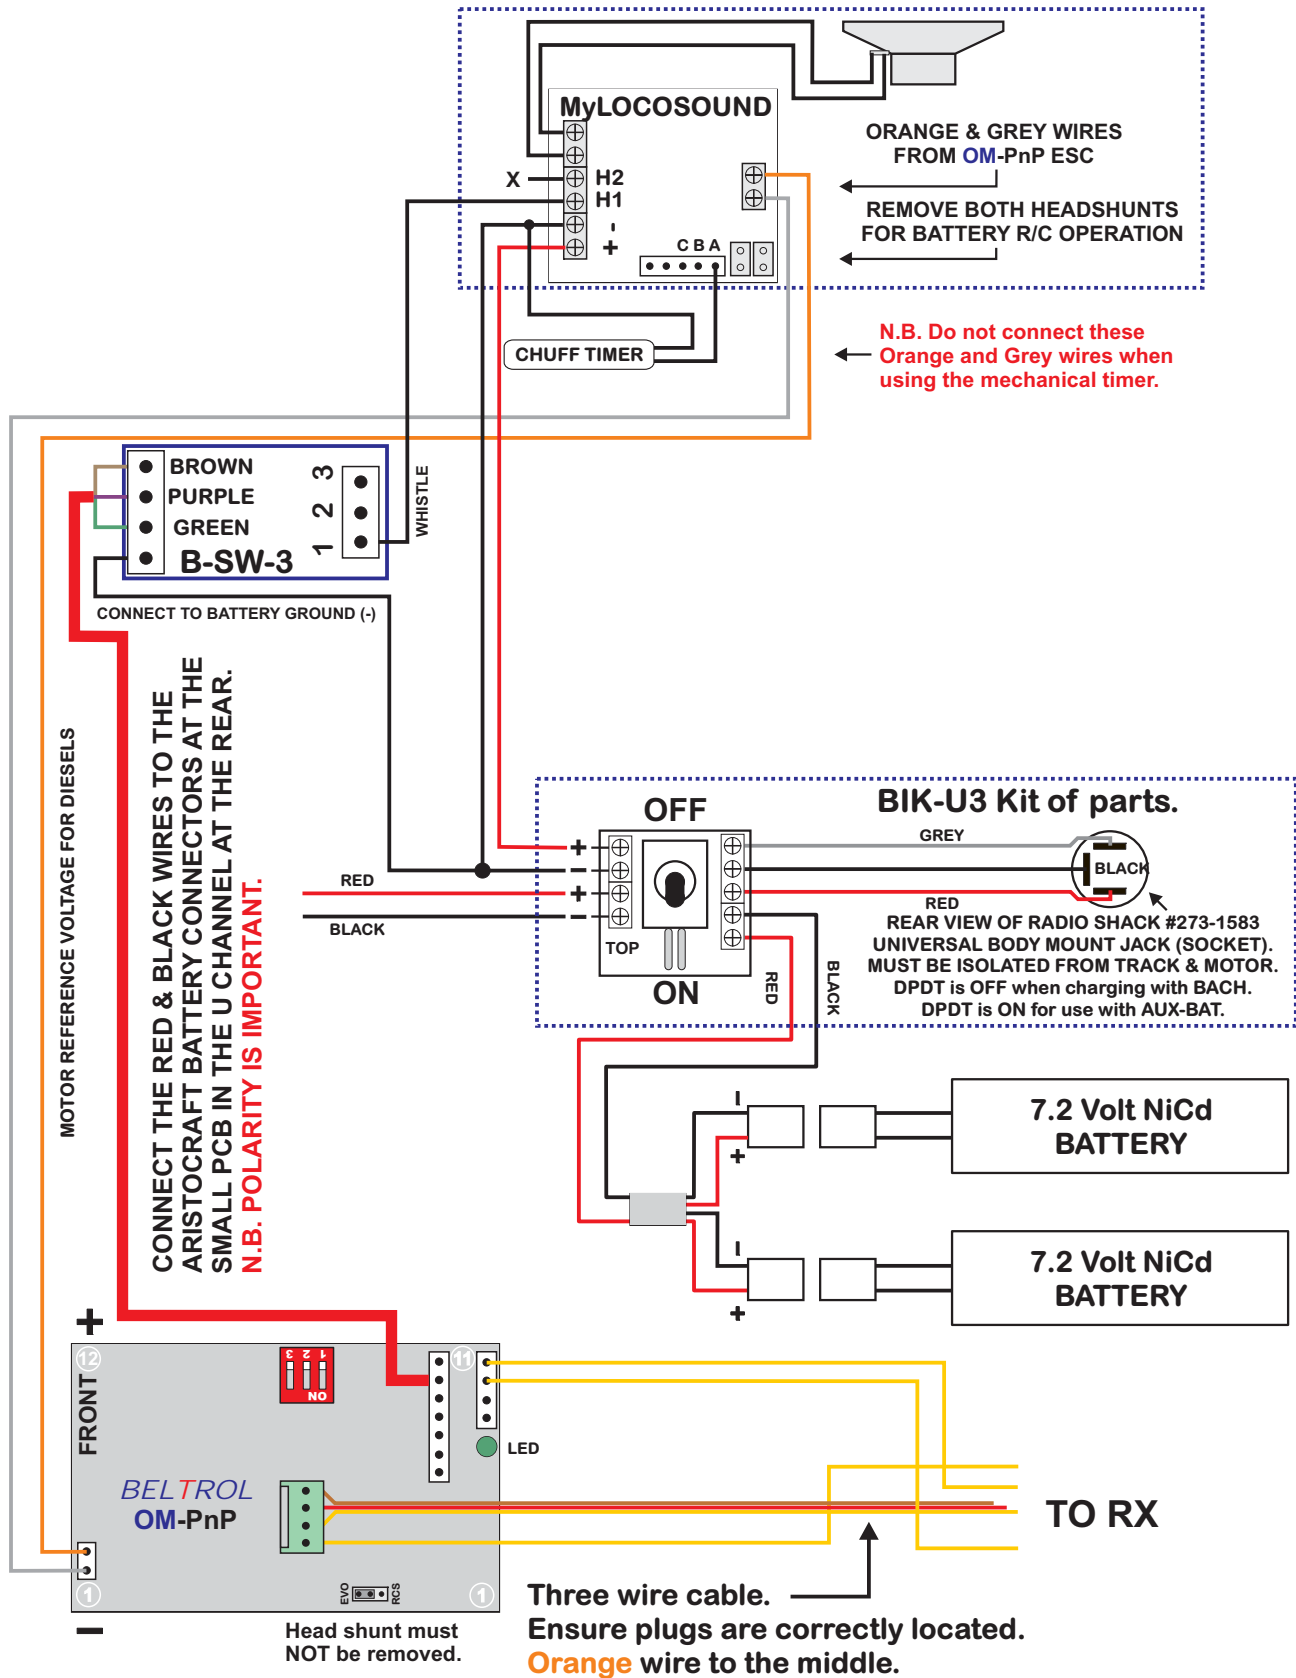 MyLOCOSOUND
ORANGE & GREY WIRES
FROM OM-PnP ESC
X
H2
H1
-
+
REMOVE BOTH HEADSHUNTS
FOR BATTERY R/C OPERATION
C B A
CHUFF TIMER
N.B. Do not connect these
Orange and Grey wires when
using the mechanical timer.
BROWN
PURPLE
GREEN
B-SW-3
3
2
1
WHISTLE
CONNECT TO BATTERY GROUND (-)
MOTOR REFERENCE VOLTAGE FOR DIESELS
CONNECT THE RED & BLACK WIRES TO THE
ARISTOCRAFT BATTERY CONNECTORS AT THE
SMALL PCB IN THE U CHANNEL AT THE REAR.
N.B. POLARITY IS IMPORTANT.
BIK-U3 Kit of parts.
OFF
+
-
+
-
TOP
ON
RED
BLACK
GREY
BLACK
RED
RED
BLACK
REAR VIEW OF RADIO SHACK #273-1583
UNIVERSAL BODY MOUNT JACK (SOCKET).
MUST BE ISOLATED FROM TRACK & MOTOR.
DPDT is OFF when charging with BACH.
DPDT is ON for use with AUX-BAT.
-
+
7.2 Volt NiCd
BATTERY
-
+
7.2 Volt NiCd
BATTERY
+
12
FRONT
1 2 3
ON
11
LED
BELTROL
OM-PnP
1
EVO
RCS
1
-
TO RX
Head shunt must
NOT be removed.
Three wire cable.
Ensure plugs are correctly located.
Orange wire to the middle.